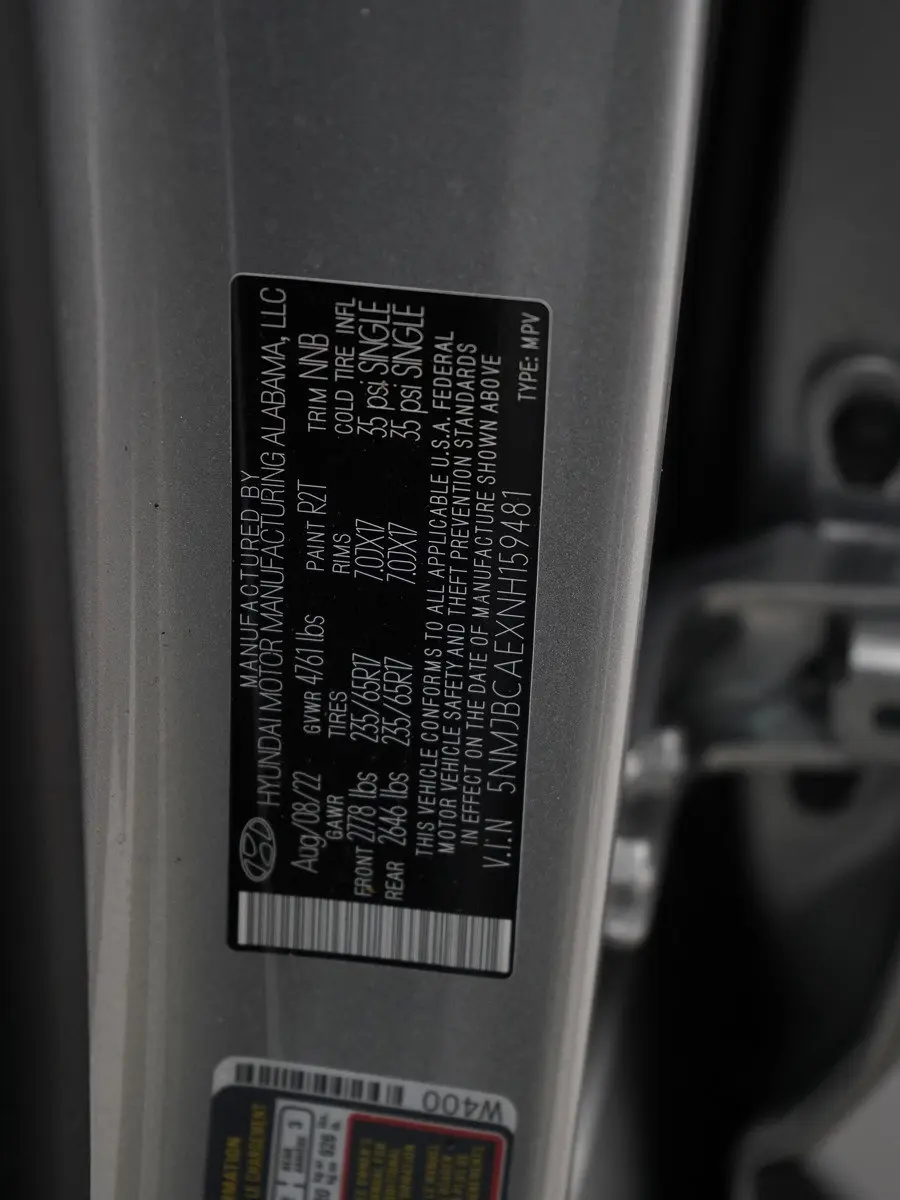 MANUFACTURED BY
HYUNDAI MOTOR MANUFACTURING ALABAMA, LLC
Aug/08/22 GVWR 4761 lbs PAINT R2T TRIM NNB
GAWR TIRES RIMS COLD TIRE INFL
FRONT 2778 lbs 235/65R17 7.0JX17 35 psi SINGLE
REAR 2646 lbs 235/65R17 7.0JX17 35 psi SINGLE
THIS VEHICLE CONFORMS TO ALL APPLICABLE U.S.A. FEDERAL
MOTOR VEHICLE SAFETY AND THEFT PREVENTION STANDARDS
IN EFFECT ON THE DATE OF MANUFACTURE SHOWN ABOVE
V.I.N 5NMJBCAEXNH159481 TYPE: MPV
W400